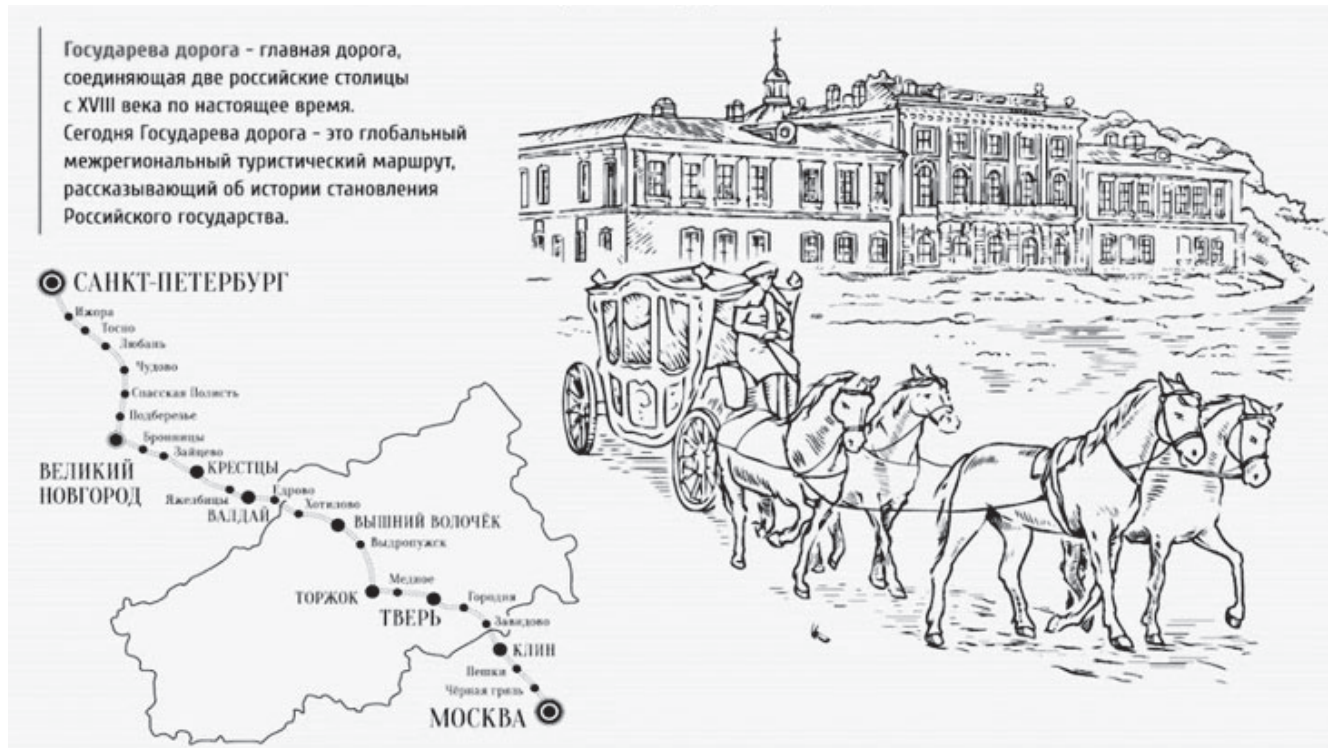 Государева дорога - главная дорога,
соединяющая две российские столицы
с XVIII века по настоящее время.
Сегодня Государева дорога - это глобальный
межрегиональный туристический маршрут,
рассказывающий об истории становления
Российского государства.
САНКТ-ПЕТЕРБУРГ
Ижора
Тосно
Любань
Чудово
Спасская Полисть
Подберезье
Бронницы
Зайцево
ВЕЛИКИЙ
НОВГОРОД
КРЕСТЦЫ
Яжелбицы
ВАЛДАЙ
Едрово
Хотилово
ВЫШНИЙ ВОЛОЧЁК
Выдропужск
ТОРЖОК
Медное
ТВЕРЬ
Городня
Завидово
КЛИН
Пешки
Чёрная грязь
МОСКВА